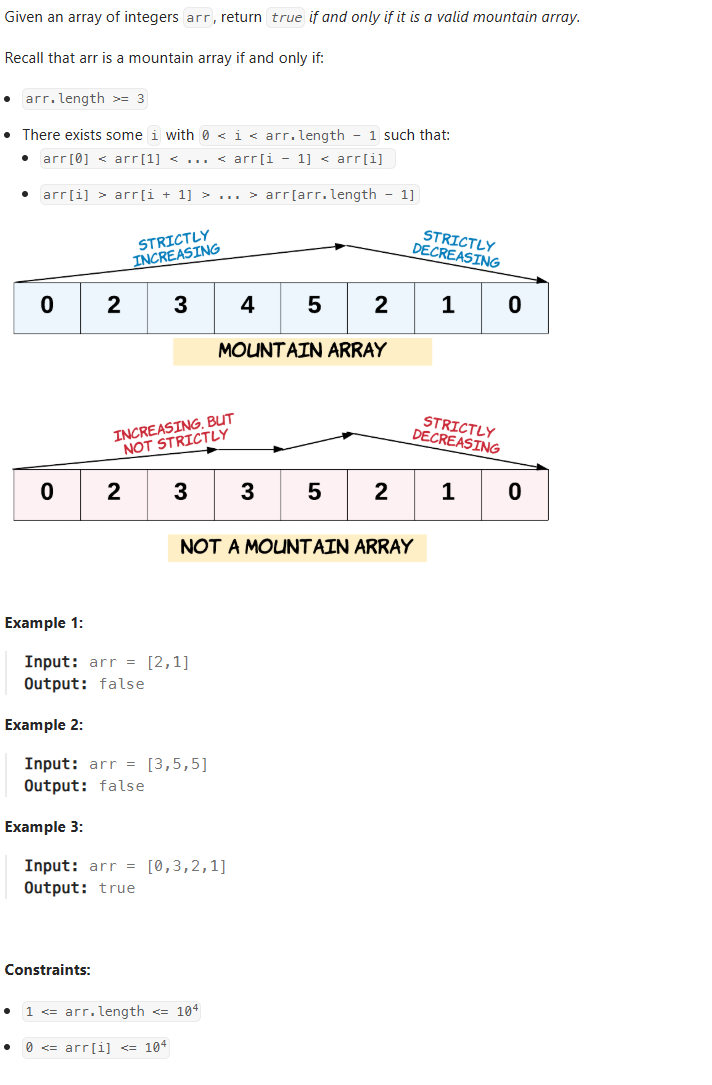 Given an array of integers arr, return true if and only if it is a valid mountain array.
Recall that arr is a mountain array if and only if:
• arr.length >= 3
• There exists some i with 0 < i < arr.length - 1 such that:
• arr[0] < arr[1] < ... < arr[i - 1] < arr[i]
• arr[i] > arr[i + 1] > ... > arr[arr.length - 1]
STRICTLY
INCREASING
STRICTLY
DECREASING
0 2 3 4 5 2 1 0
MOUNTAIN ARRAY
INCREASING, BUT
NOT STRICTLY
STRICTLY
DECREASING
0 2 3 3 5 2 1 0
NOT A MOUNTAIN ARRAY
Example 1:
Input: arr = [2,1]
Output: false
Example 2:
Input: arr = [3,5,5]
Output: false
Example 3:
Input: arr = [0,3,2,1]
Output: true
Constraints:
• 1 <= arr.length <= 10⁴
• 0 <= arr[i] <= 10⁴